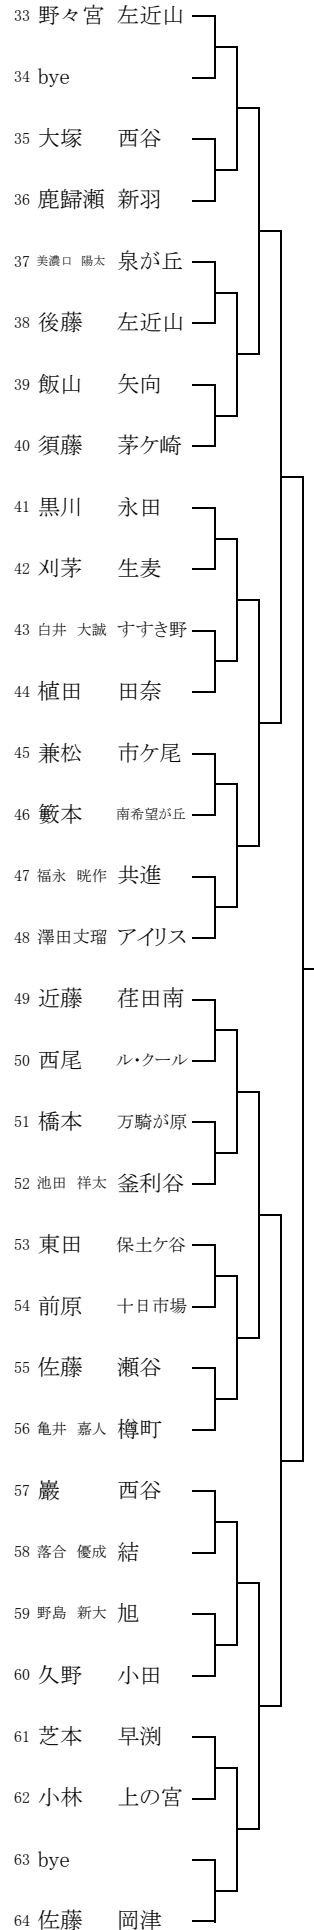 33 野々宮 左近山
34 bye
35 大塚 西谷
36 鹿歸瀬 新羽
37 美濃口 陽太 泉が丘
38 後藤 左近山
39 飯山 矢向
40 須藤 茅ケ崎
41 黒川 永田
42 刈茅 生麦
43 白井 大誠 すすき野
44 植田 田奈
45 兼松 市ケ尾
46 籔本 南希望が丘
47 福永 晄作 共進
48 澤田丈瑠 アイリス
49 近藤 荏田南
50 西尾 ル・クール
51 橋本 万騎が原
52 池田 祥太 釜利谷
53 東田 保土ケ谷
54 前原 十日市場
55 佐藤 瀬谷
56 亀井 嘉人 樽町
57 巖 西谷
58 落合 優成 結
59 野島 新大 旭
60 久野 小田
61 芝本 早渕
62 小林 上の宮
63 bye
64 佐藤 岡津